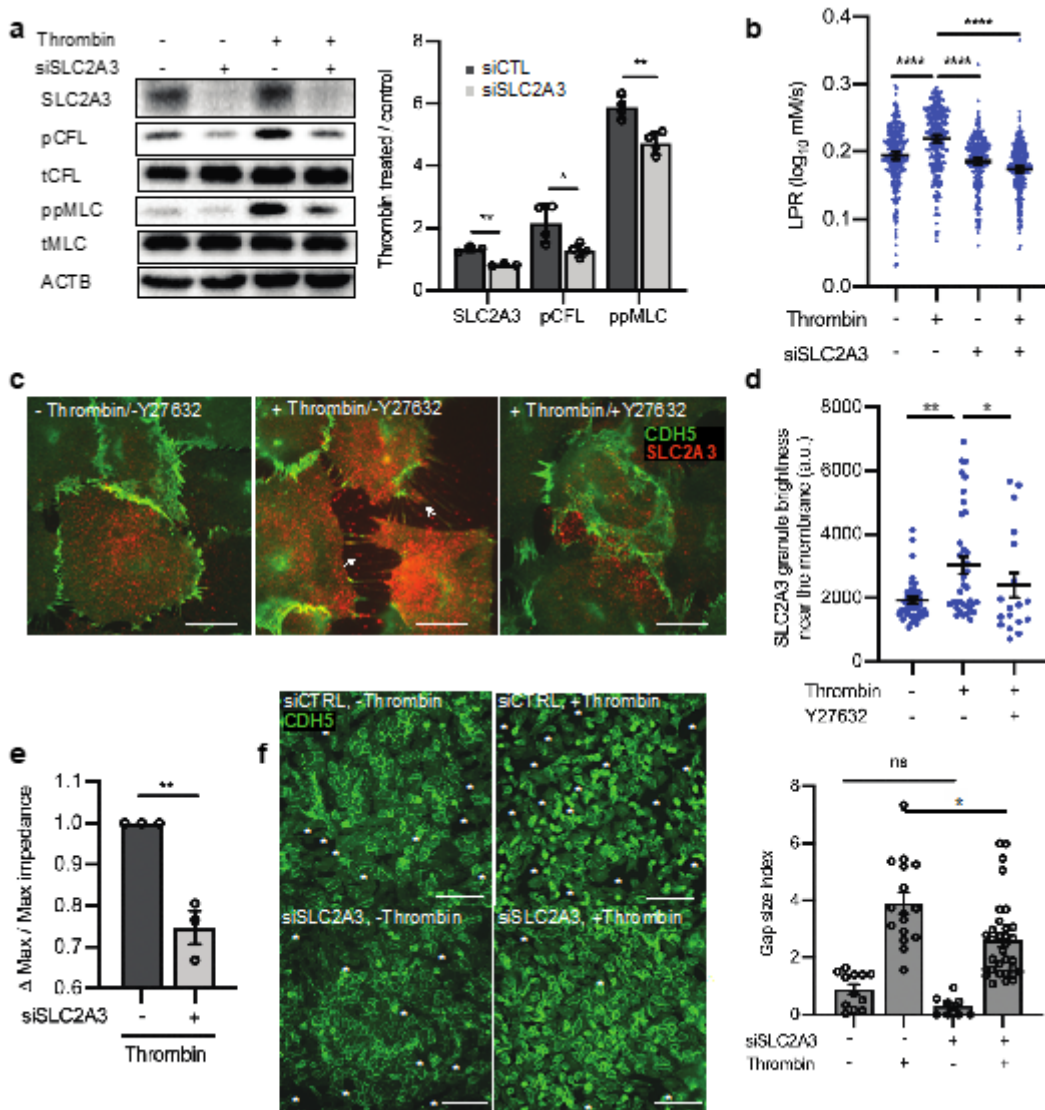 a
Thrombin - - + +
siSLC2A3 - + - +
SLC2A3
pCFL
tCFL
ppMLC
tMLC
ACTB
Thrombin treated / control
8
6
4
2
0
siCTL
siSLC2A3
**
**
SLC2A3 pCFL ppMLC
b
LPR (log10 mM/s)
0.4
0.3
0.2
0.1
0.0
****
**** ****
Thrombin - + - +
siSLC2A3 - - + +
c
- Thrombin/-Y27632
+ Thrombin/-Y27632
+ Thrombin/+Y27632
CDH5
SLC2A3
d
SLC2A3 granule brightness
near the membrane (a.u.)
8000
6000
4000
2000
0
** *
Thrombin - + +
Y27632 - - +
e
Δ Max / Max impedance
1.1
1.0
0.9
0.8
0.7
0.6
**
siSLC2A3 - +
Thrombin
f
siCTRL, -Thrombin
CDH5
siCTRL, +Thrombin
siSLC2A3, -Thrombin
siSLC2A3, +Thrombin
Gap size index
8
6
4
2
0
ns
*
siSLC2A3 - - + +
Thrombin - + - +